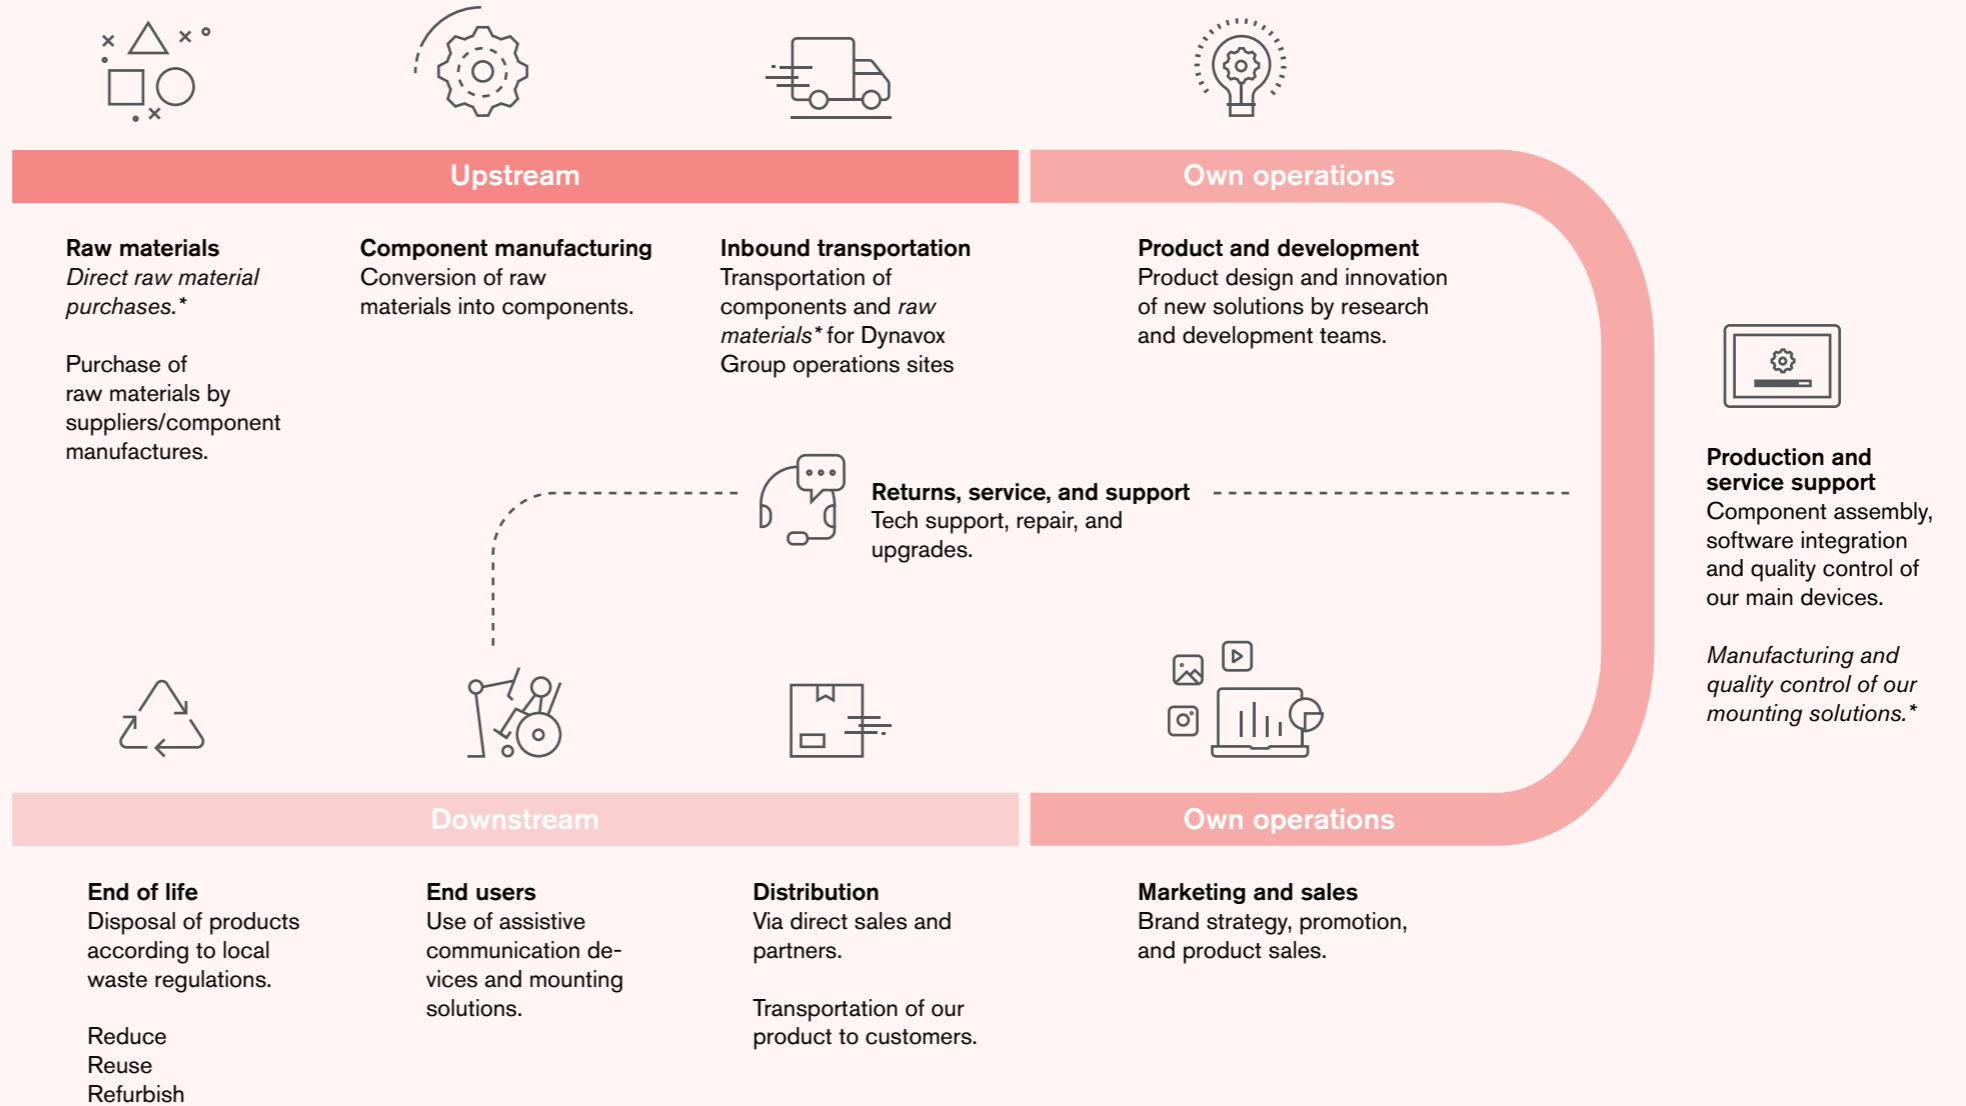 Upstream
Own operations
Raw materials
Direct raw material
purchases.*
Purchase of
raw materials by
suppliers/component
manufactures.
Component manufacturing
Conversion of raw
materials into components.
Inbound transportation
Transportation of
components and raw
materials* for Dynavox
Group operations sites
Product and development
Product design and innovation
of new solutions by research
and development teams.
Production and
service support
Component assembly,
software integration
and quality control of
our main devices.
Manufacturing and
quality control of our
mounting solutions.*
Returns, service, and support
Tech support, repair, and
upgrades.
Downstream
Own operations
End of life
Disposal of products
according to local
waste regulations.
Reduce
Reuse
Refurbish
End users
Use of assistive
communication de-
vices and mounting
solutions.
Distribution
Via direct sales and
partners.
Transportation of our
product to customers.
Marketing and sales
Brand strategy, promotion,
and product sales.